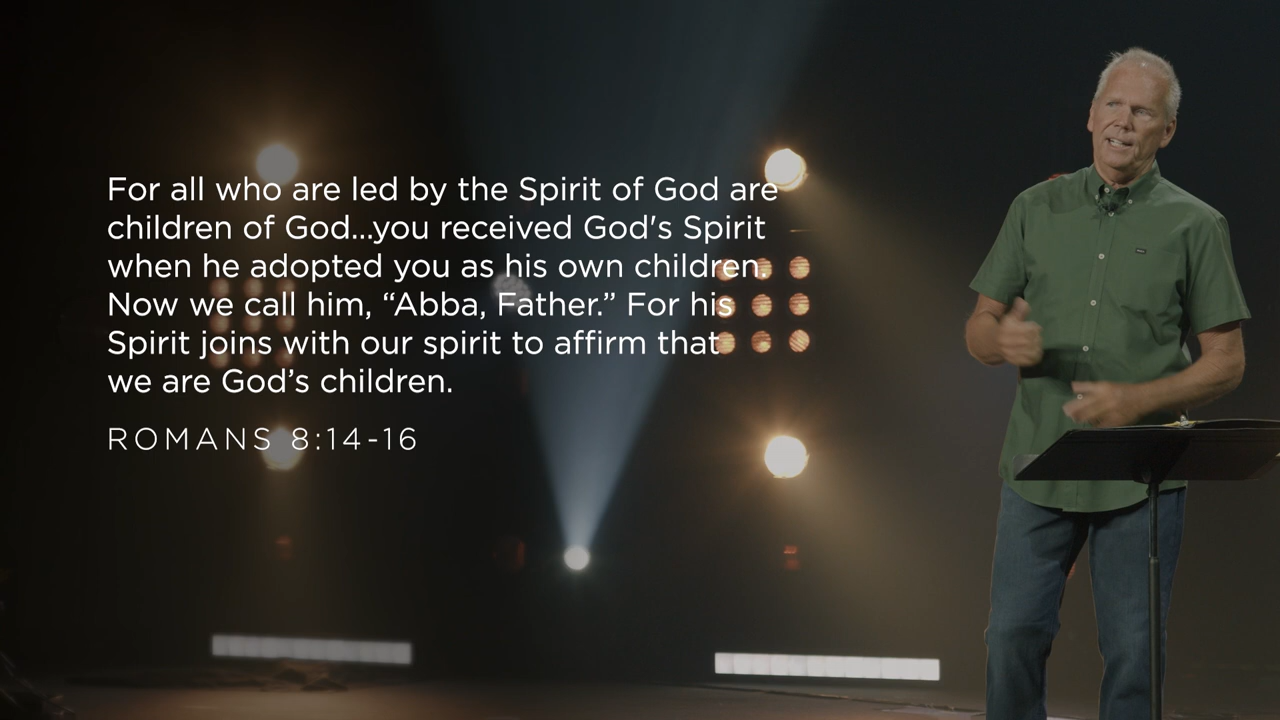 For all who are led by the Spirit of God are
children of God...you received God's Spirit
when he adopted you as his own children.
Now we call him, “Abba, Father.” For his
Spirit joins with our spirit to affirm that
we are God’s children.
ROMANS 8:14-16